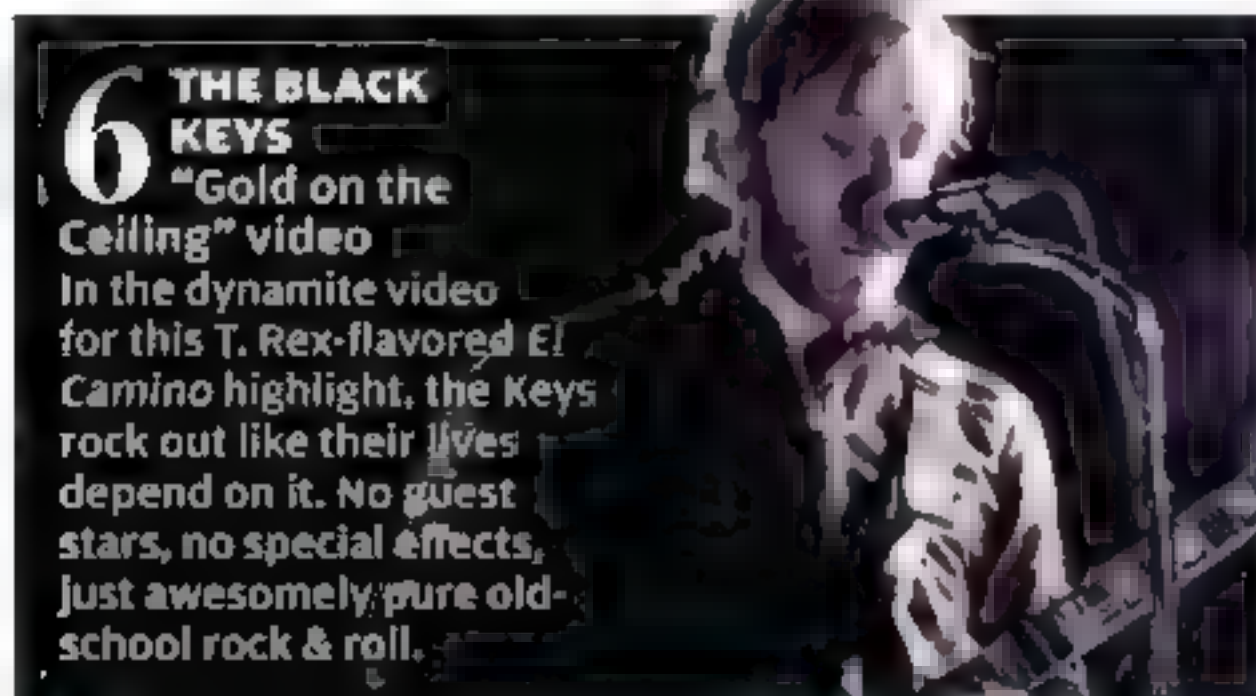 6 THE BLACK
KEYS
"Gold on the
Ceiling" video
In the dynamite video
for this T. Rex-flavored El
Camino highlight, the Keys
rock out like their lives
depend on it. No guest
stars, no special effects,
just awesomely pure old-
school rock & roll.